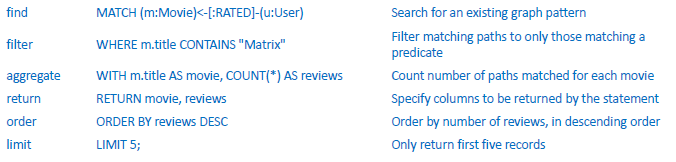 find MATCH (m:Movie)<-[:RATED]-(u:User) Search for an existing graph pattern
filter WHERE m.title CONTAINS "Matrix" Filter matching paths to only those matching a
predicate
aggregate WITH m.title AS movie, COUNT(*) AS reviews Count number of paths matched for each movie
return RETURN movie, reviews Specify columns to be returned by the statement
order ORDER BY reviews DESC Order by number of reviews, in descending order
limit LIMIT 5; Only return first five records